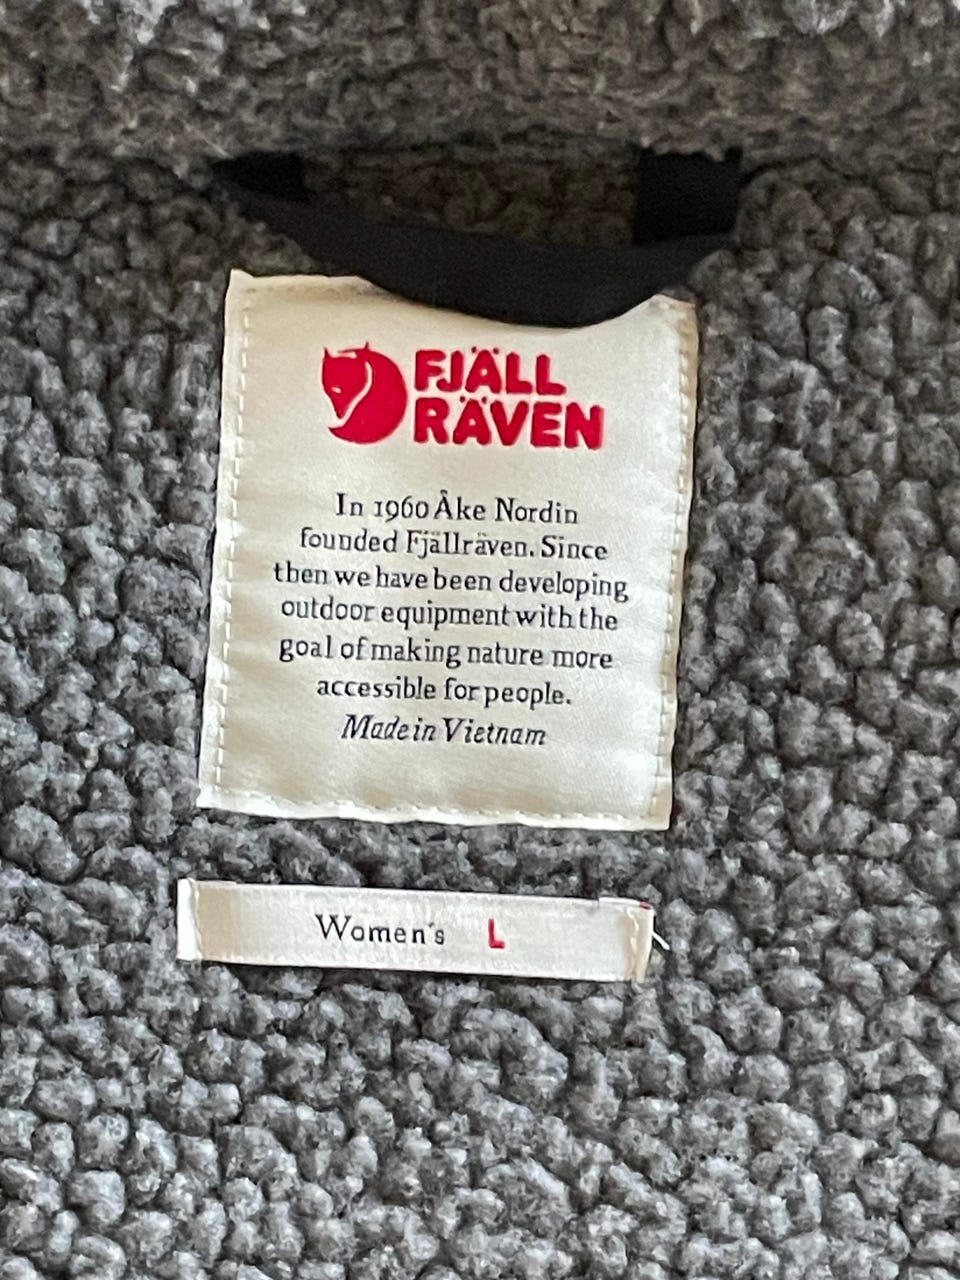 FJÄLL
RÄVEN
In 1960 Åke Nordin
founded Fjällräven. Since
then we have been developing
outdoor equipment with the
goal of making nature more
accessible for people.
Made in Vietnam
Women's L